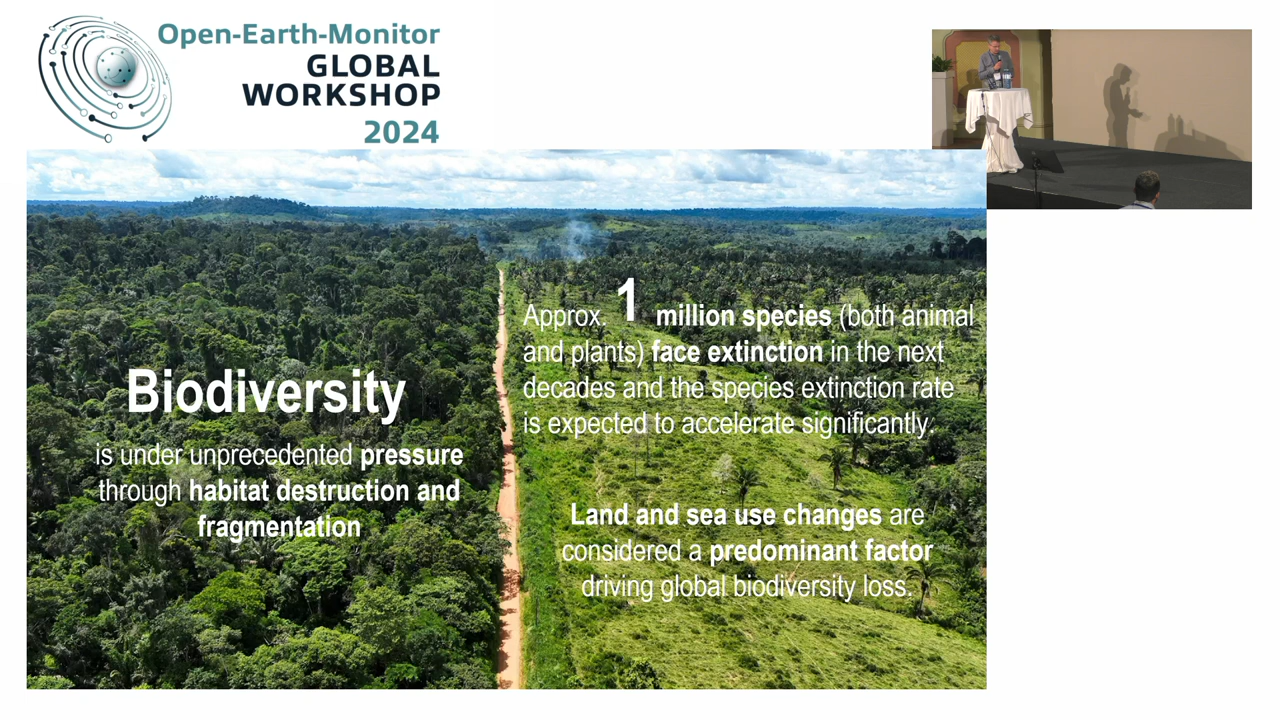 Open-Earth-Monitor
GLOBAL
WORKSHOP
2024
Biodiversity
is under unprecedented pressure
through habitat destruction and
fragmentation
Approx. 1 million species (both animal
and plants) face extinction in the next
decades and the species extinction rate
is expected to accelerate significantly.
Land and sea use changes are
considered a predominant factor
driving global biodiversity loss.